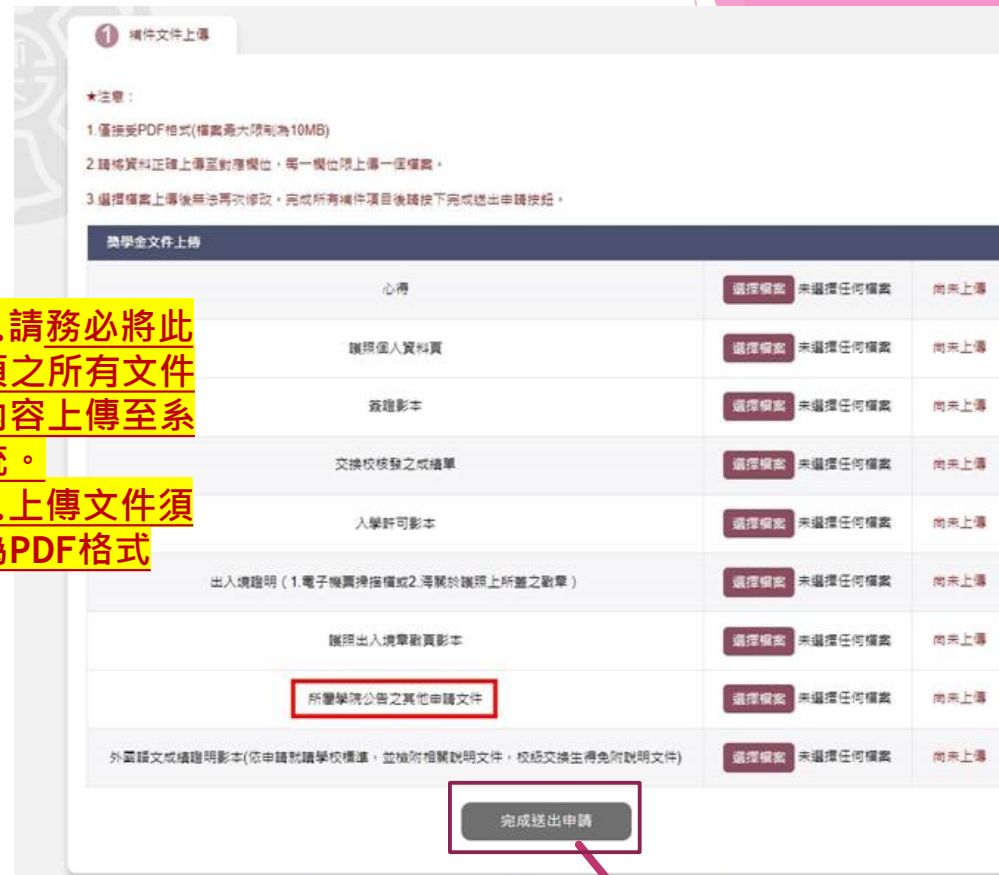 1 補件文件上傳
★注意：
1.僅接受PDF格式(檔案最大限制為10MB)
2.請將資料正確上傳至對應欄位，每一欄位限上傳一個檔案。
3.選擇檔案上傳後無法再次修改，完成所有補件項目後請按下完成送出申請按鈕。
獎學金文件上傳
心得 選擇檔案 未選擇任何檔案 尚未上傳
.請務必將此
頁之所有文件
內容上傳至系
統。
.上傳文件須
為PDF格式
護照個人資料頁 選擇檔案 未選擇任何檔案 尚未上傳
簽證影本 選擇檔案 未選擇任何檔案 尚未上傳
交換校核發之成績單 選擇檔案 未選擇任何檔案 尚未上傳
入學許可影本 選擇檔案 未選擇任何檔案 尚未上傳
出入境證明（1.電子機票掃描檔或2.海關於護照上所蓋之戳章） 選擇檔案 未選擇任何檔案 尚未上傳
護照出入境章戳頁影本 選擇檔案 未選擇任何檔案 尚未上傳
所屬學院公告之其他申請文件 選擇檔案 未選擇任何檔案 尚未上傳
外國語文成績證明影本(依申請就讀學校標準，並檢附相關說明文件，校級交換生得免附說明文件) 選擇檔案 未選擇任何檔案 尚未上傳
完成送出申請